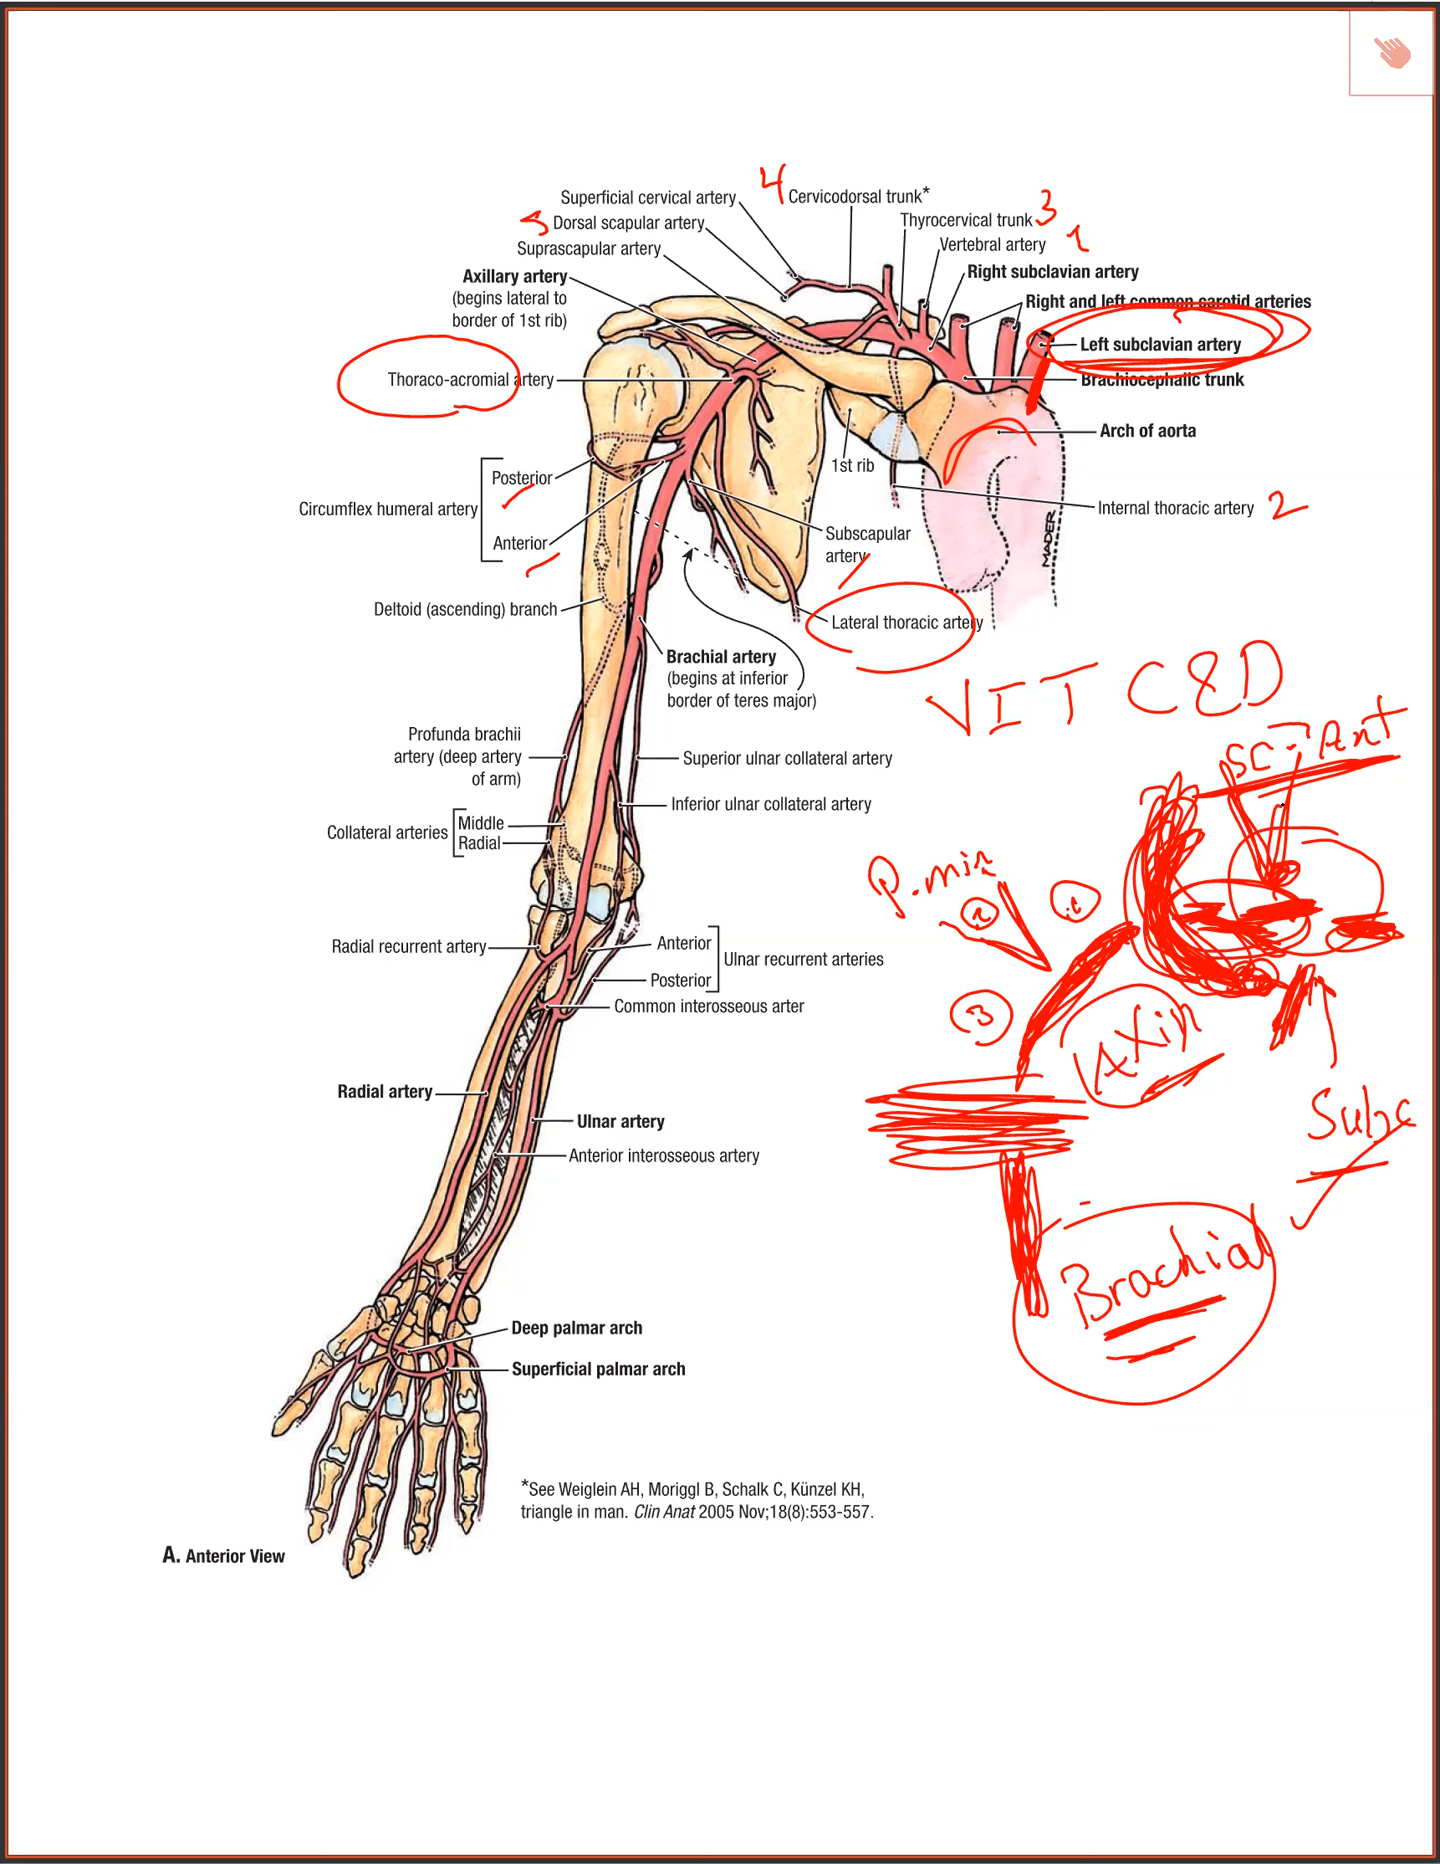 4
Superficial cervical artery
Cervicodorsal trunk*
5
Dorsal scapular artery
Thyrocervical trunk
3
Suprascapular artery
Vertebral artery
1
Axillary artery
(begins lateral to
border of 1st rib)
Right subclavian artery
Right and left common carotid arteries
Left subclavian artery
Thoraco-acromial artery
Brachiocephalic trunk
Arch of aorta
1st rib
Posterior
Circumflex humeral artery
Anterior
Internal thoracic artery
2
MADER
Subscapular
artery
Deltoid (ascending) branch
Lateral thoracic artery
Brachial artery
(begins at inferior
border of teres major)
VIT C&D
Profunda brachii
artery (deep artery
of arm)
Superior ulnar collateral artery
SC-Ant
Inferior ulnar collateral artery
Collateral arteries
Middle
Radial
P.min
1
2
Radial recurrent artery
Anterior
Ulnar recurrent arteries
Posterior
Common interosseous arter
3
Radial artery
Ulnar artery
Subc
Anterior interosseous artery
Brachial
Deep palmar arch
Superficial palmar arch
*See Weiglein AH, Moriggl B, Schalk C, Künzel KH,
triangle in man. Clin Anat 2005 Nov;18(8):553-557.
A. Anterior View